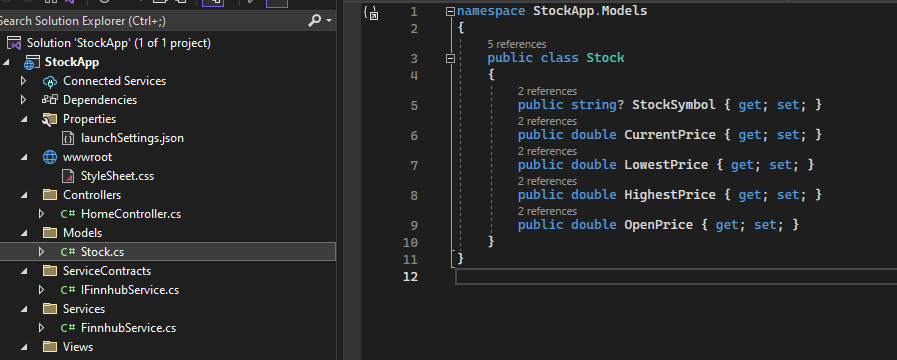 Search Solution Explorer (Ctrl+;)
Solution 'StockApp' (1 of 1 project)
StockApp
Connected Services
Dependencies
Properties
launchSettings.json
wwwroot
StyleSheet.css
Controllers
C# HomeController.cs
Models
C# Stock.cs
ServiceContracts
C# IFinnhubService.cs
Services
C# FinnhubService.cs
Views
1 namespace StockApp.Models
2 {
5 references
3 public class Stock
4 {
2 references
5 public string? StockSymbol { get; set; }
2 references
6 public double CurrentPrice { get; set; }
2 references
7 public double LowestPrice { get; set; }
2 references
8 public double HighestPrice { get; set; }
2 references
9 public double OpenPrice { get; set; }
10 }
11 }
12